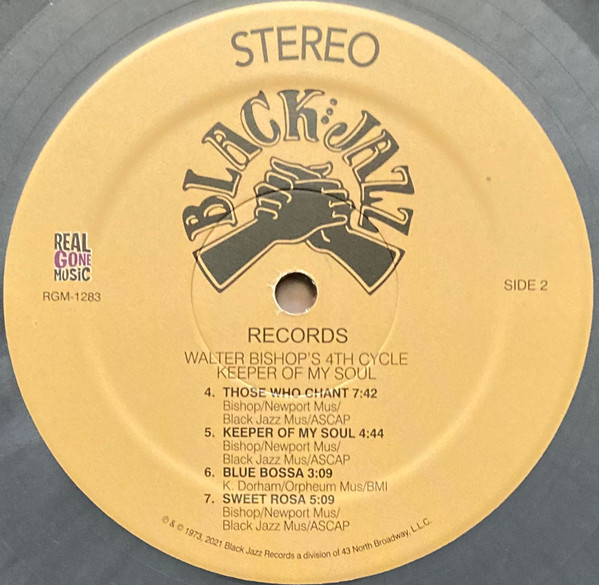 STEREO
BLACK JAZZ
REAL
GONE
MUSIC
RGM-1283
SIDE 2
RECORDS
WALTER BISHOP'S 4TH CYCLE
KEEPER OF MY SOUL
4. THOSE WHO CHANT 7:42
Bishop/Newport Mus/
Black Jazz Mus/ASCAP
5. KEEPER OF MY SOUL 4:44
Bishop/Newport Mus/
Black Jazz Mus/ASCAP
6. BLUE BOSSA 3:09
K. Dorham/Orpheum Mus/BMI
7. SWEET ROSA 5:09
Bishop/Newport Mus/
Black Jazz Mus/ASCAP
℗ & © 1973, 2021 Black Jazz Records a division of 43 North Broadway, L.L.C.